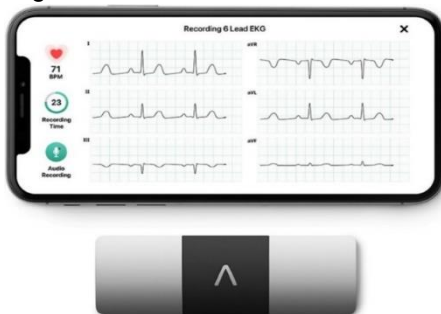 Recording 6 Lead EKG
×
I
aVR
71
BPM
II
aVL
23
Recording
Time
III
aVF
Audio
Recording